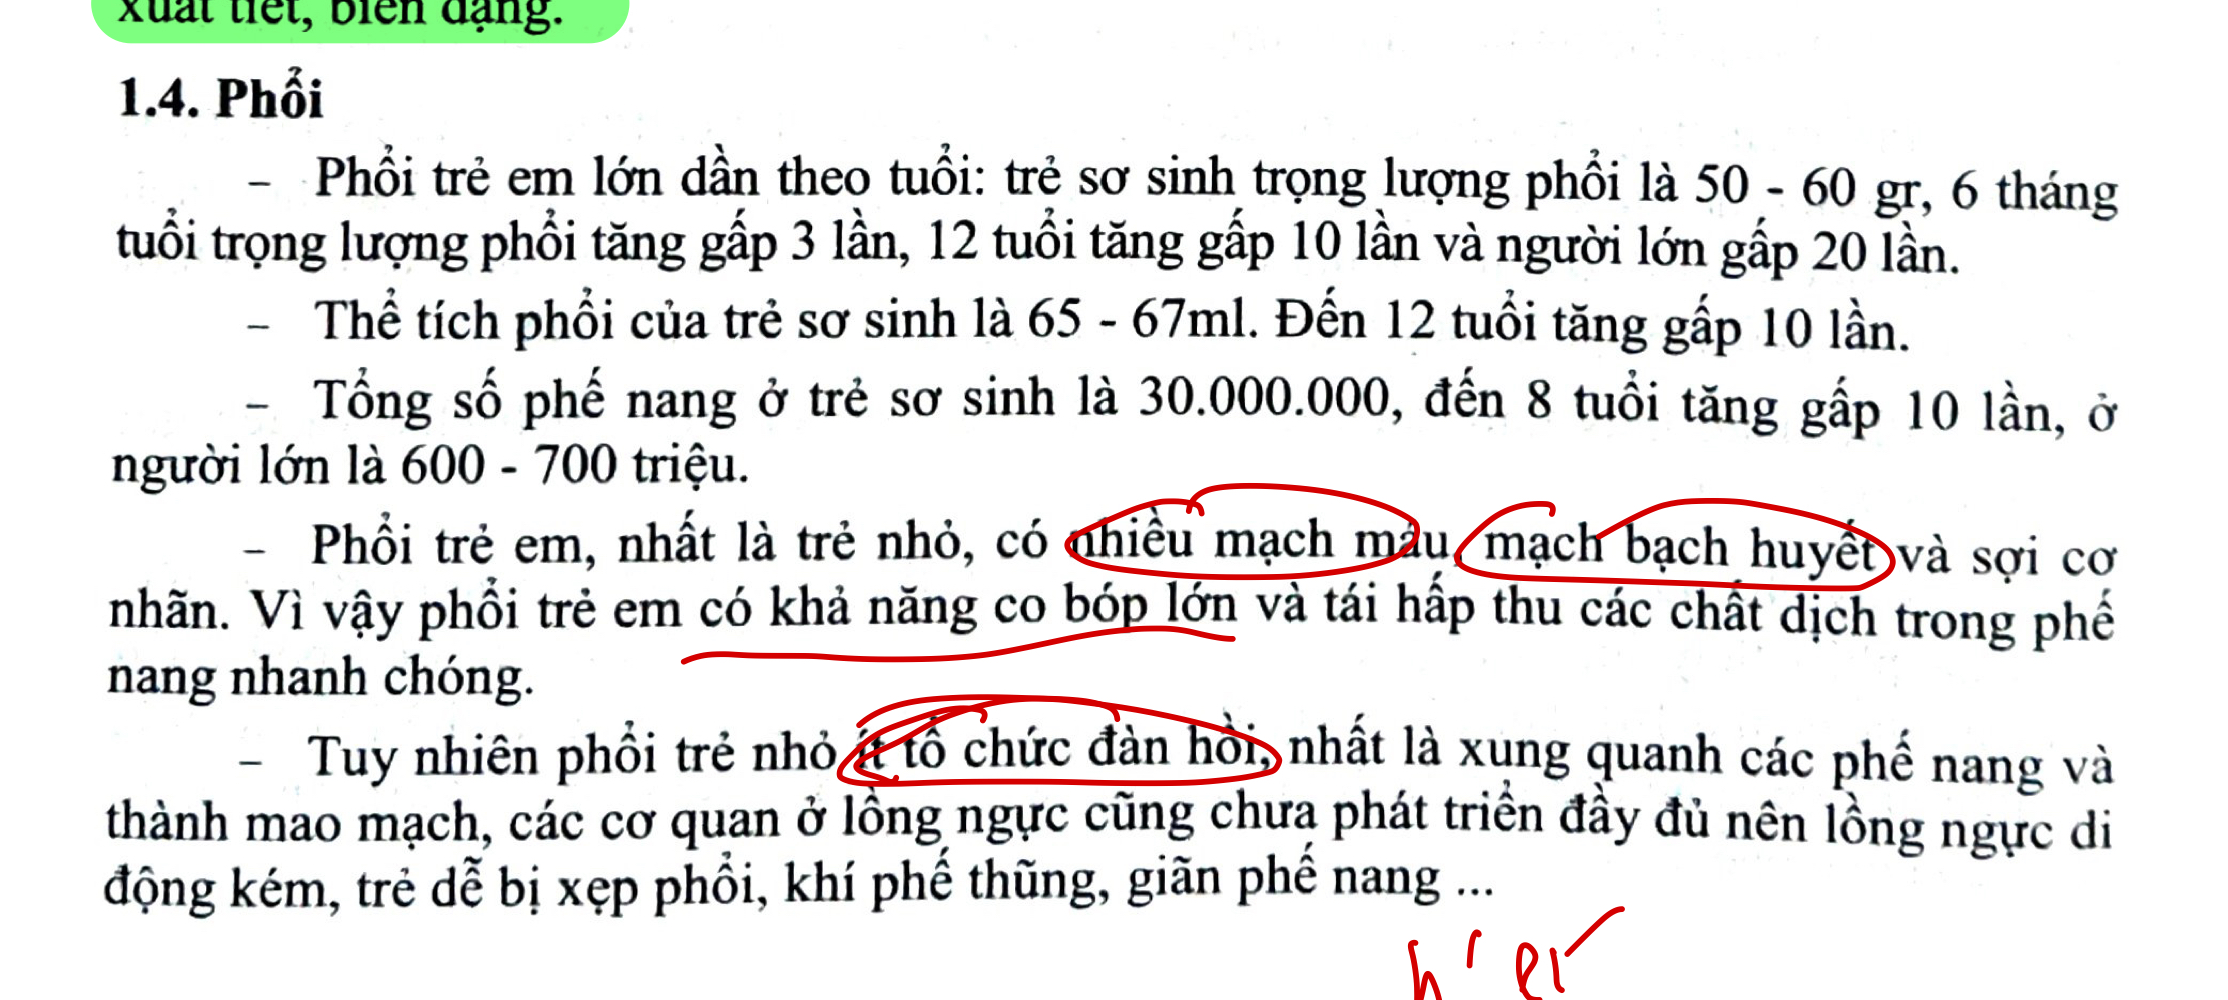 xuất tiết, biến dạng.
1.4. Phổi
– Phổi trẻ em lớn dần theo tuổi: trẻ sơ sinh trọng lượng phổi là 50 - 60 gr, 6 tháng
tuổi trọng lượng phổi tăng gấp 3 lần, 12 tuổi tăng gấp 10 lần và người lớn gấp 20 lần.
– Thể tích phổi của trẻ sơ sinh là 65 - 67ml. Đến 12 tuổi tăng gấp 10 lần.
– Tổng số phế nang ở trẻ sơ sinh là 30.000.000, đến 8 tuổi tăng gấp 10 lần, ở
người lớn là 600 - 700 triệu.
– Phổi trẻ em, nhất là trẻ nhỏ, có nhiều mạch máu, mạch bạch huyết và sợi cơ
nhãn. Vì vậy phổi trẻ em có khả năng co bóp lớn và tái hấp thu các chất dịch trong phế
nang nhanh chóng.
– Tuy nhiên phổi trẻ nhỏ ít tổ chức đàn hồi, nhất là xung quanh các phế nang và
thành mao mạch, các cơ quan ở lồng ngực cũng chưa phát triển đầy đủ nên lồng ngực di
động kém, trẻ dễ bị xẹp phổi, khí phế thũng, giãn phế nang ...